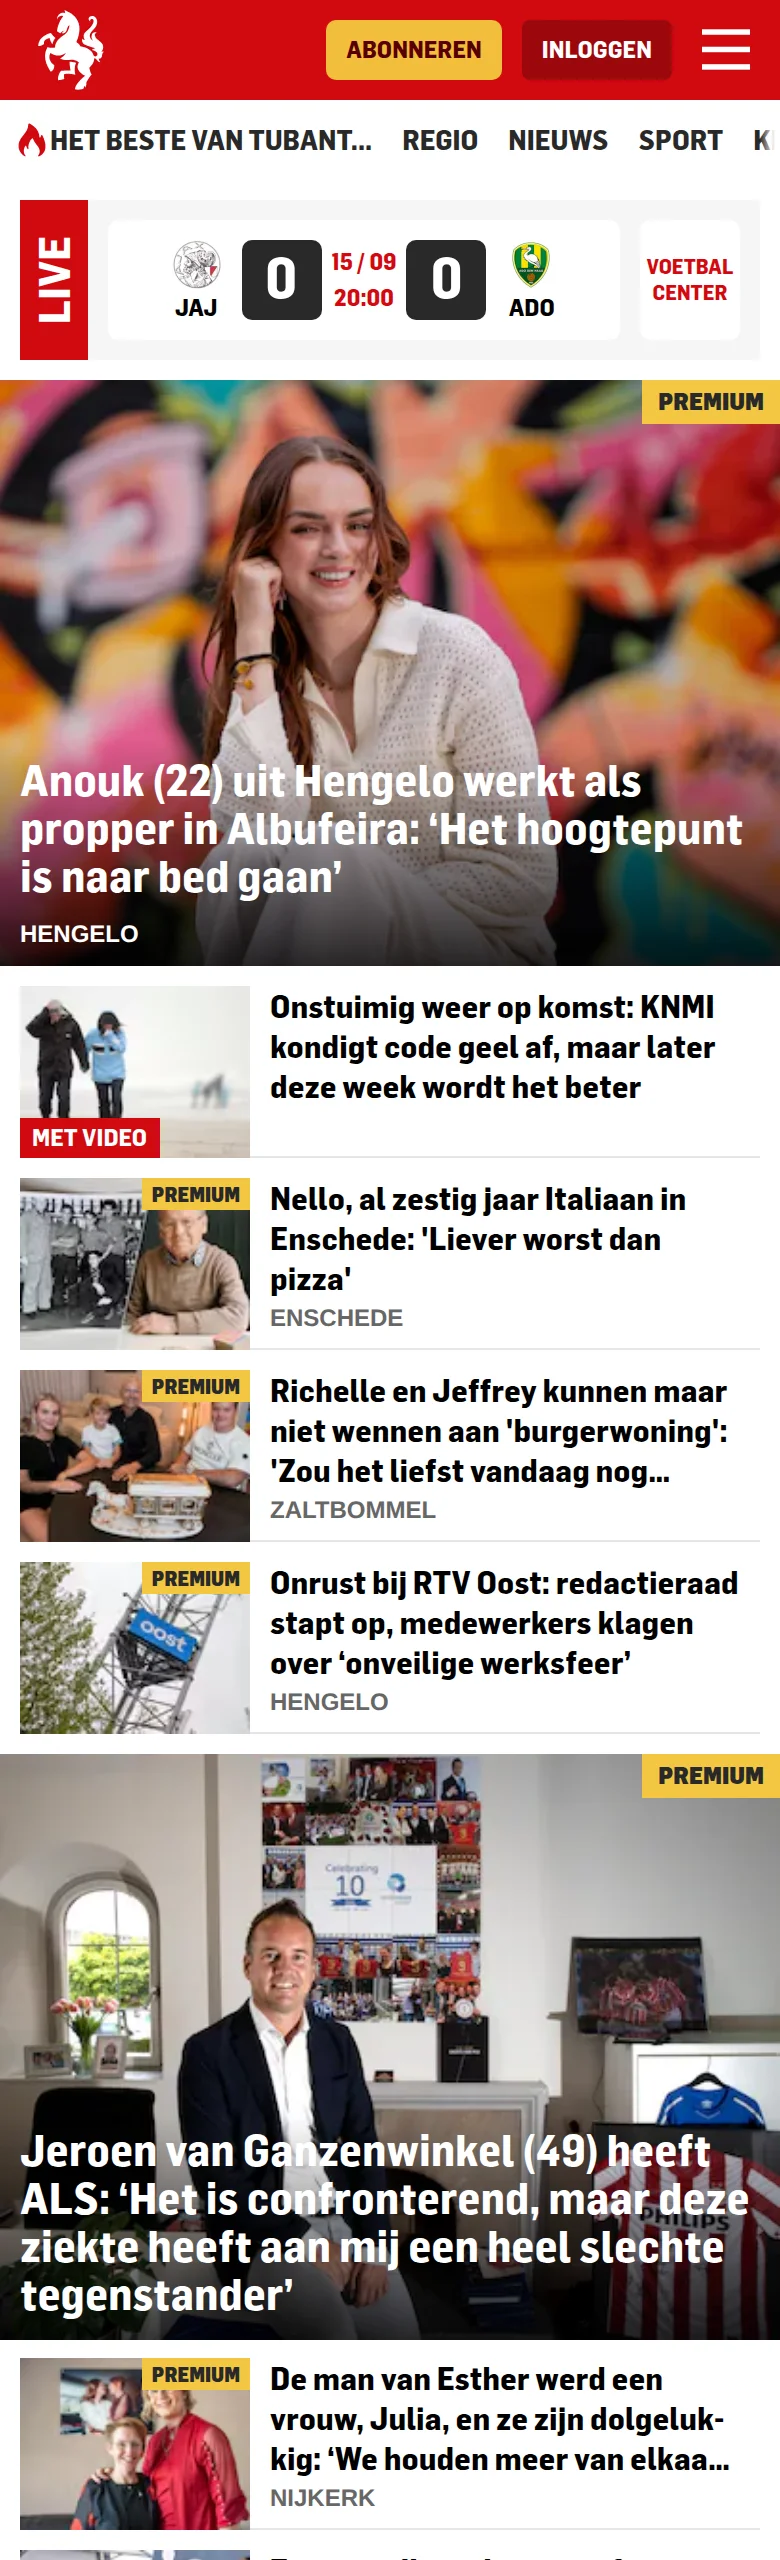 ABONNEREN
INLOGGEN
HET BESTE VAN TUBANT...
REGIO
NIEUWS
SPORT
LIVE
JAJ
0
15 / 09
20:00
0
ADO
VOETBAL
CENTER
PREMIUM
Anouk (22) uit Hengelo werkt als
propper in Albufeira: ‘Het hoogtepunt
is naar bed gaan’
HENGELO
MET VIDEO
Onstuimig weer op komst: KNMI
kondigt code geel af, maar later
deze week wordt het beter
PREMIUM
Nello, al zestig jaar Italiaan in
Enschede: 'Liever worst dan
pizza'
ENSCHEDE
PREMIUM
Richelle en Jeffrey kunnen maar
niet wennen aan 'burgerwoning':
'Zou het liefst vandaag nog...
ZALTBOMMEL
PREMIUM
oost
Onrust bij RTV Oost: redactieraad
stapt op, medewerkers klagen
over ‘onveilige werksfeer’
HENGELO
PREMIUM
Celebrating
10
PHILIPS
Jeroen van Ganzenwinkel (49) heeft
ALS: ‘Het is confronterend, maar deze
ziekte heeft aan mij een heel slechte
tegenstander’
PREMIUM
De man van Esther werd een
vrouw, Julia, en ze zijn dolgeluk-
kig: ‘We houden meer van elkaa...
NIJKERK